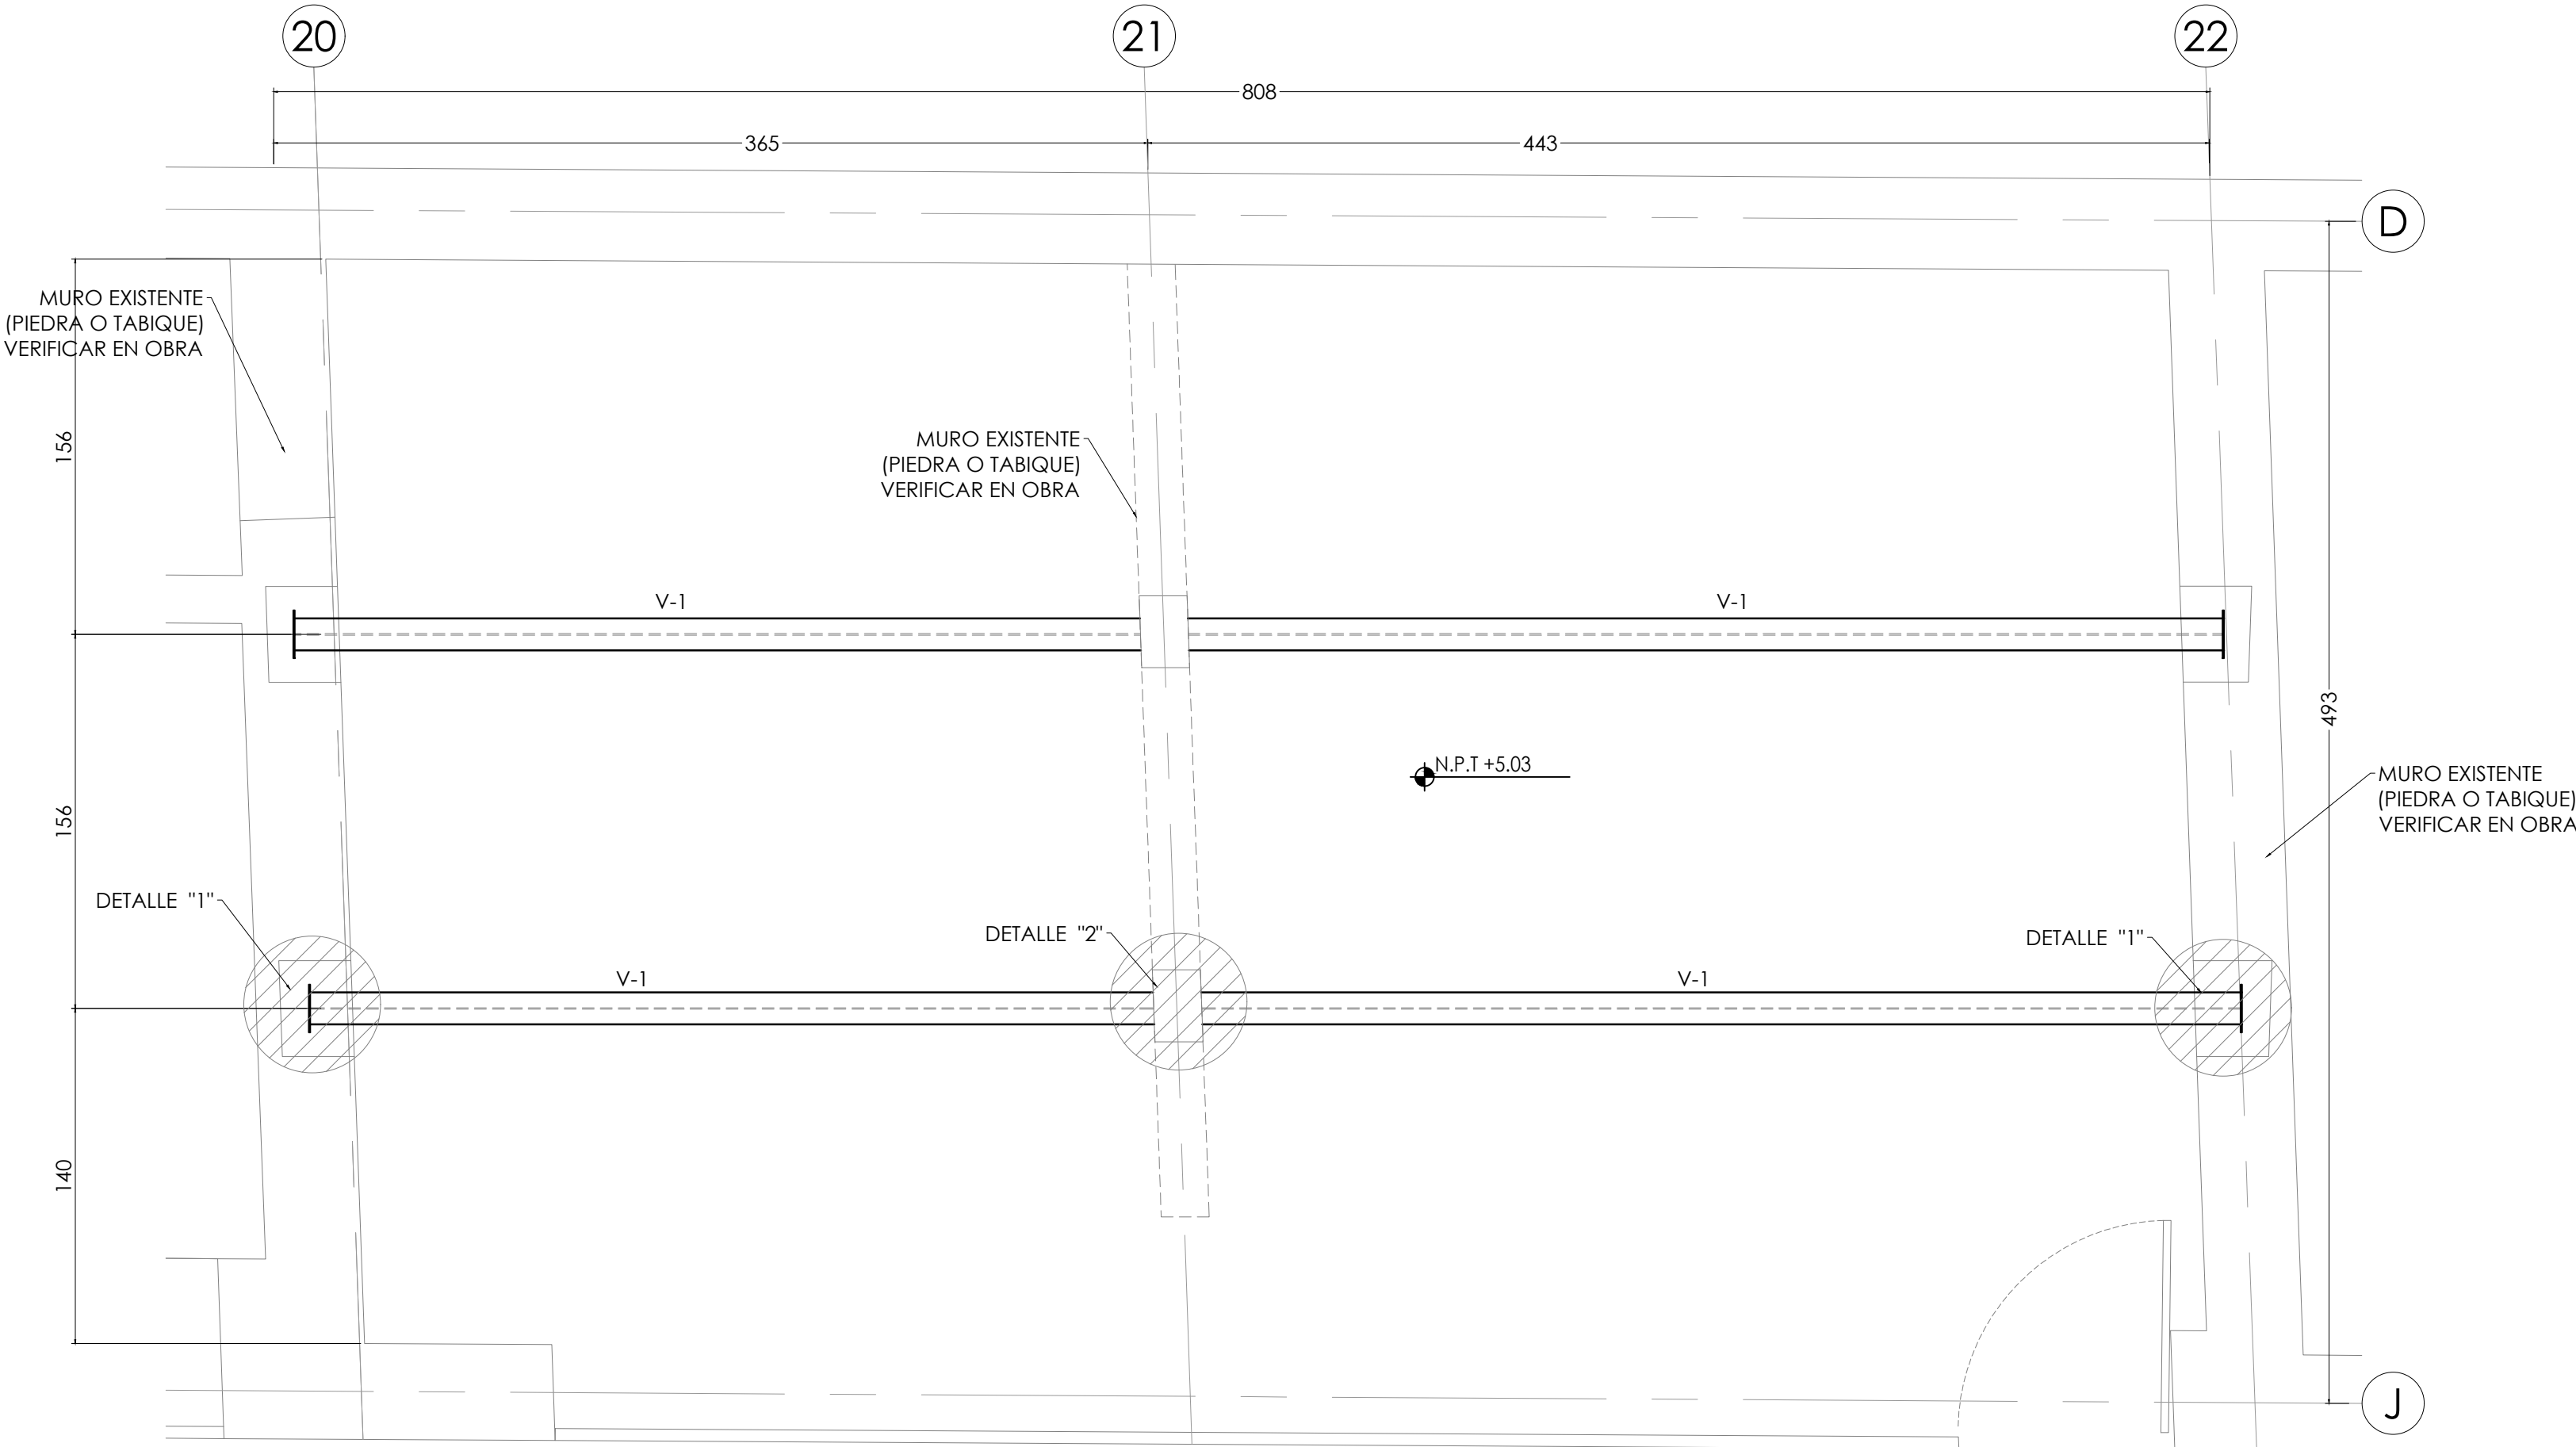 20
21
22
808
365
443
D
MURO EXISTENTE
(PIEDRA O TABIQUE)
VERIFICAR EN OBRA
156
MURO EXISTENTE
(PIEDRA O TABIQUE)
VERIFICAR EN OBRA
V-1
V-1
493
N.P.T +5.03
156
MURO EXISTENTE
(PIEDRA O TABIQUE)
VERIFICAR EN OBRA
DETALLE "1"
DETALLE "2"
DETALLE "1"
V-1
V-1
140
J